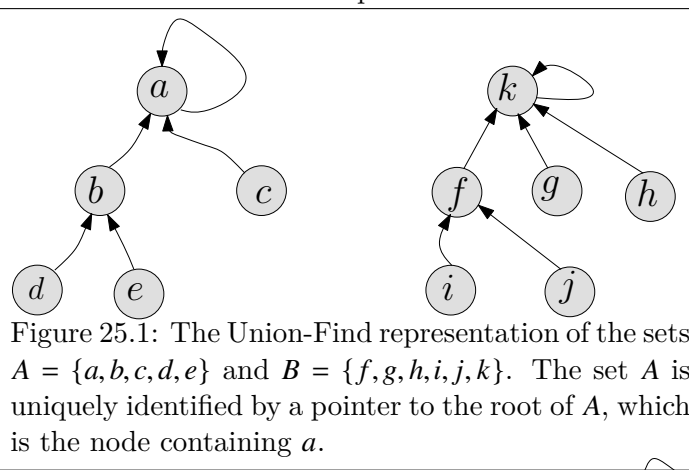 a
k
b
c
f
g
h
d
e
i
j
Figure 25.1: The Union-Find representation of the sets
A = {a,b,c,d,e} and B = {f,g,h,i,j,k}. The set A is
uniquely identified by a pointer to the root of A, which
is the node containing a.